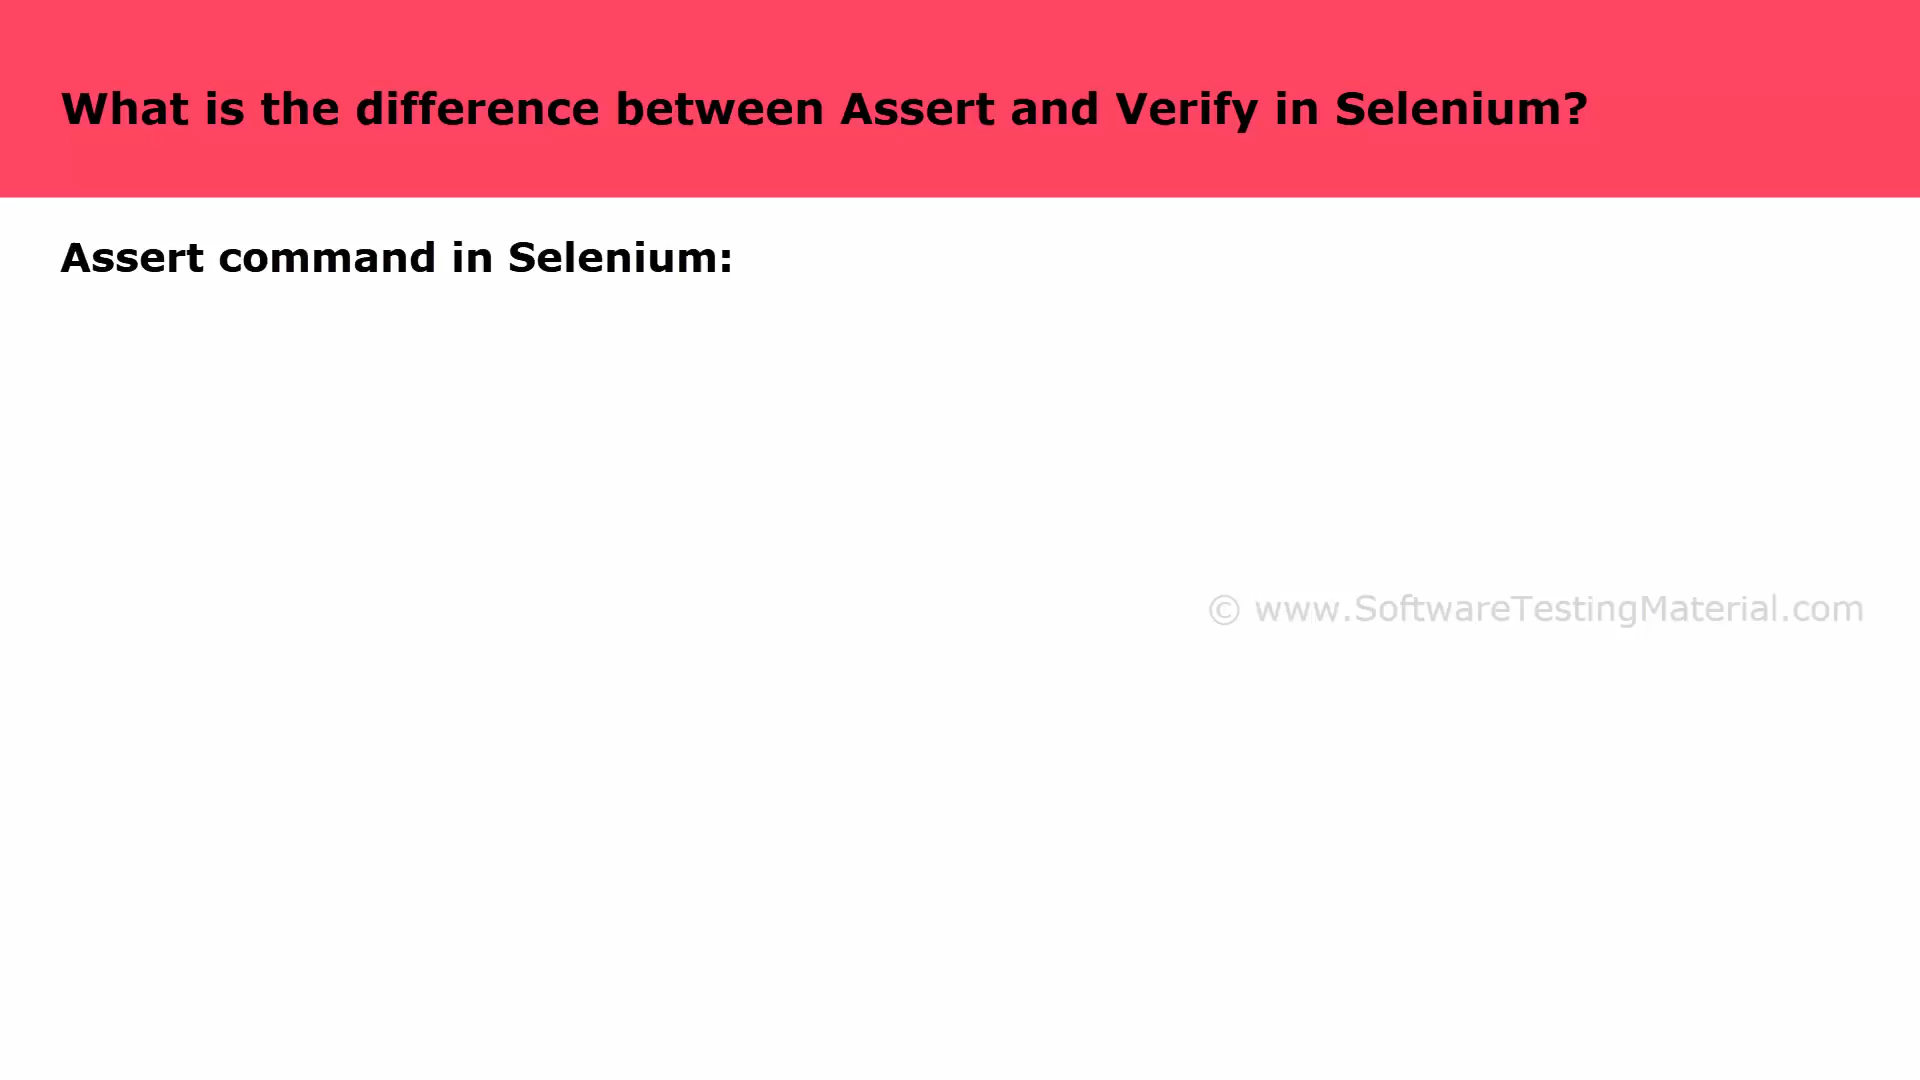 What is the difference between Assert and Verify in Selenium?
Assert command in Selenium:
© www.SoftwareTestingMaterial.com